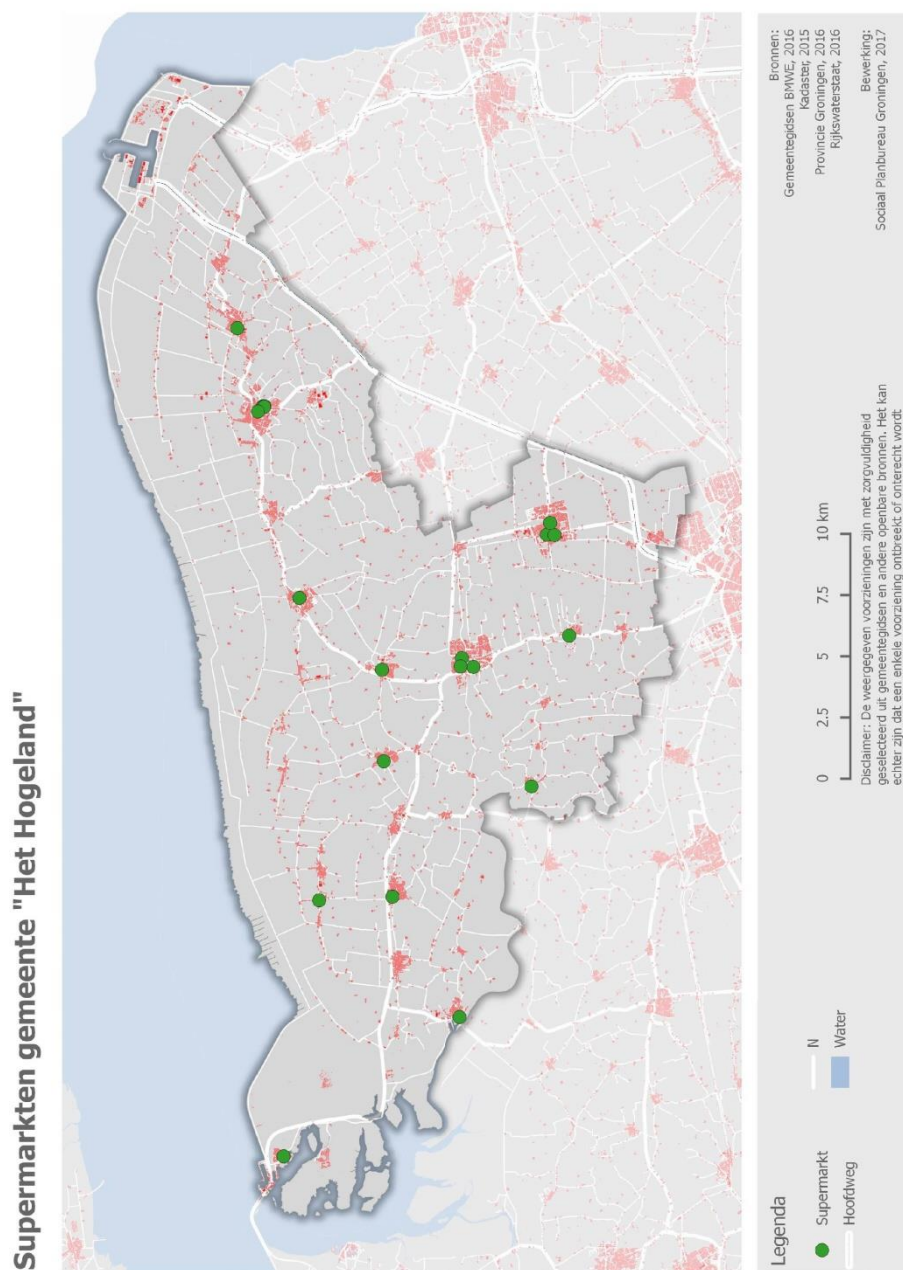 Supermarkten gemeente "Het Hogeland"
Legenda
Supermarkt
Hoofdweg
N
Water
0 2.5 5 7.5 10 km
Disclaimer: De weergegeven voorzieningen zijn met zorgvuldigheid
geselecteerd uit gemeentegidsen en andere openbare bronnen. Het kan
echter zijn dat een enkele voorziening ontbreekt of onterecht wordt
Bronnen:
Gemeentegidsen BMWE, 2016
Kadaster, 2015
Provincie Groningen, 2016
Rijkswaterstaat, 2016
Bewerking:
Sociaal Planbureau Groningen, 2017